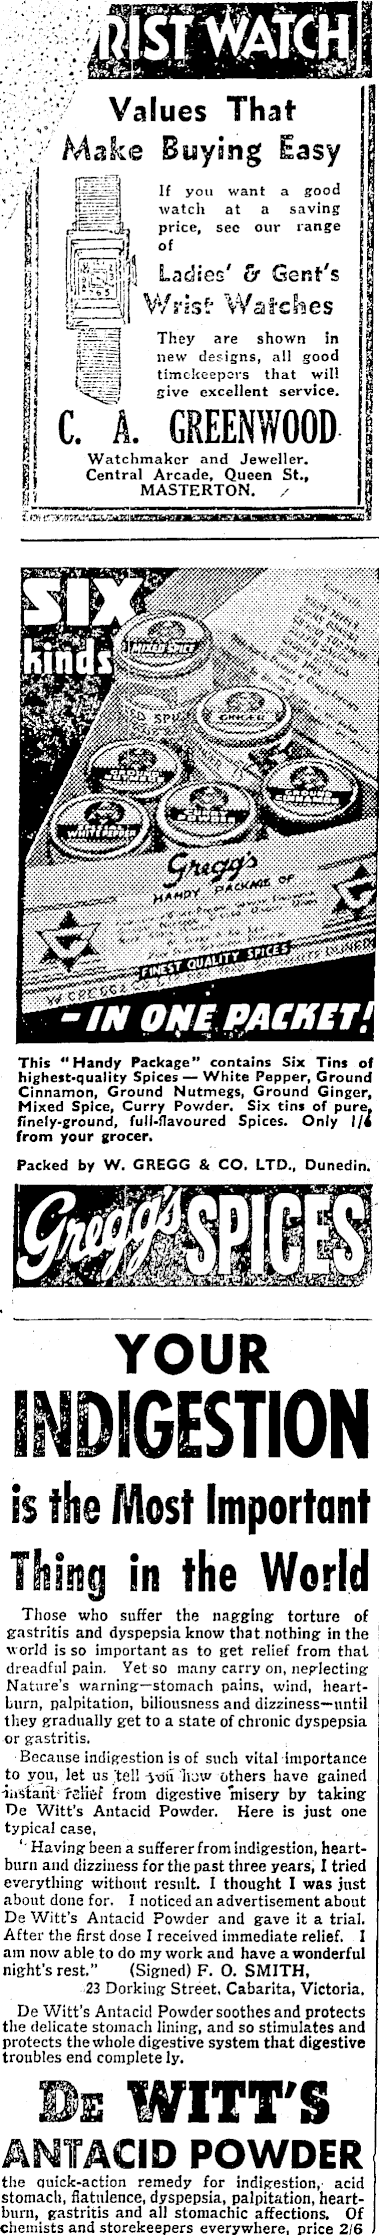 WRIST WATCH
Values That
Make Buying Easy
If you want a good
watch at a saving
price, see our range
of
Ladies' & Gent's
Wrist Watches
They are shown in
new designs, all good
timekeepers that will
give excellent service.
C. A. GREENWOOD
Watchmaker and Jeweller.
Central Arcade, Queen St.,
MASTERTON.
SIX
kinds
MIXED SPICE
GINGER
GROUND
WHITE PEPPER
POWDER
GROUND
CINNAMON
Gregg's
HANDY PACKAGE OF
FINEST QUALITY SPICES
W. GREGG & CO
- IN ONE PACKET!
This "Handy Package" contains Six Tins of
highest-quality Spices — White Pepper, Ground
Cinnamon, Ground Nutmegs, Ground Ginger,
Mixed Spice, Curry Powder. Six tins of pure,
finely-ground, full-flavoured Spices. Only 1/6
from your grocer.
Packed by W. GREGG & CO. LTD., Dunedin.
Gregg's SPICES
YOUR
INDIGESTION
is the Most Important
Thing in the World
Those who suffer the nagging torture of
gastritis and dyspepsia know that nothing in the
world is so important as to get relief from that
dreadful pain. Yet so many carry on, neglecting
Nature's warning—stomach pains, wind, heart-
burn, palpitation, biliousness and dizziness—until
they gradually get to a state of chronic dyspepsia
or gastritis.
Because indigestion is of such vital importance
to you, let us tell you how others have gained
instant relief from digestive misery by taking
De Witt's Antacid Powder. Here is just one
typical case,
"Having been a sufferer from indigestion, heart-
burn and dizziness for the past three years, I tried
everything without result. I thought I was just
about done for. I noticed an advertisement about
De Witt's Antacid Powder and gave it a trial.
After the first dose I received immediate relief. I
am now able to do my work and have a wonderful
night's rest." (Signed) F. O. SMITH,
23 Dorking Street, Cabarita, Victoria.
De Witt's Antacid Powder soothes and protects
the delicate stomach lining, and so stimulates and
protects the whole digestive system that digestive
troubles end complete ly.
DE WITT'S
ANTACID POWDER
the quick-action remedy for indigestion, acid
stomach, flatulence, dyspepsia, palpitation, heart-
burn, gastritis and all stomachic affections. Of
chemists and storekeepers everywhere, price 2/6